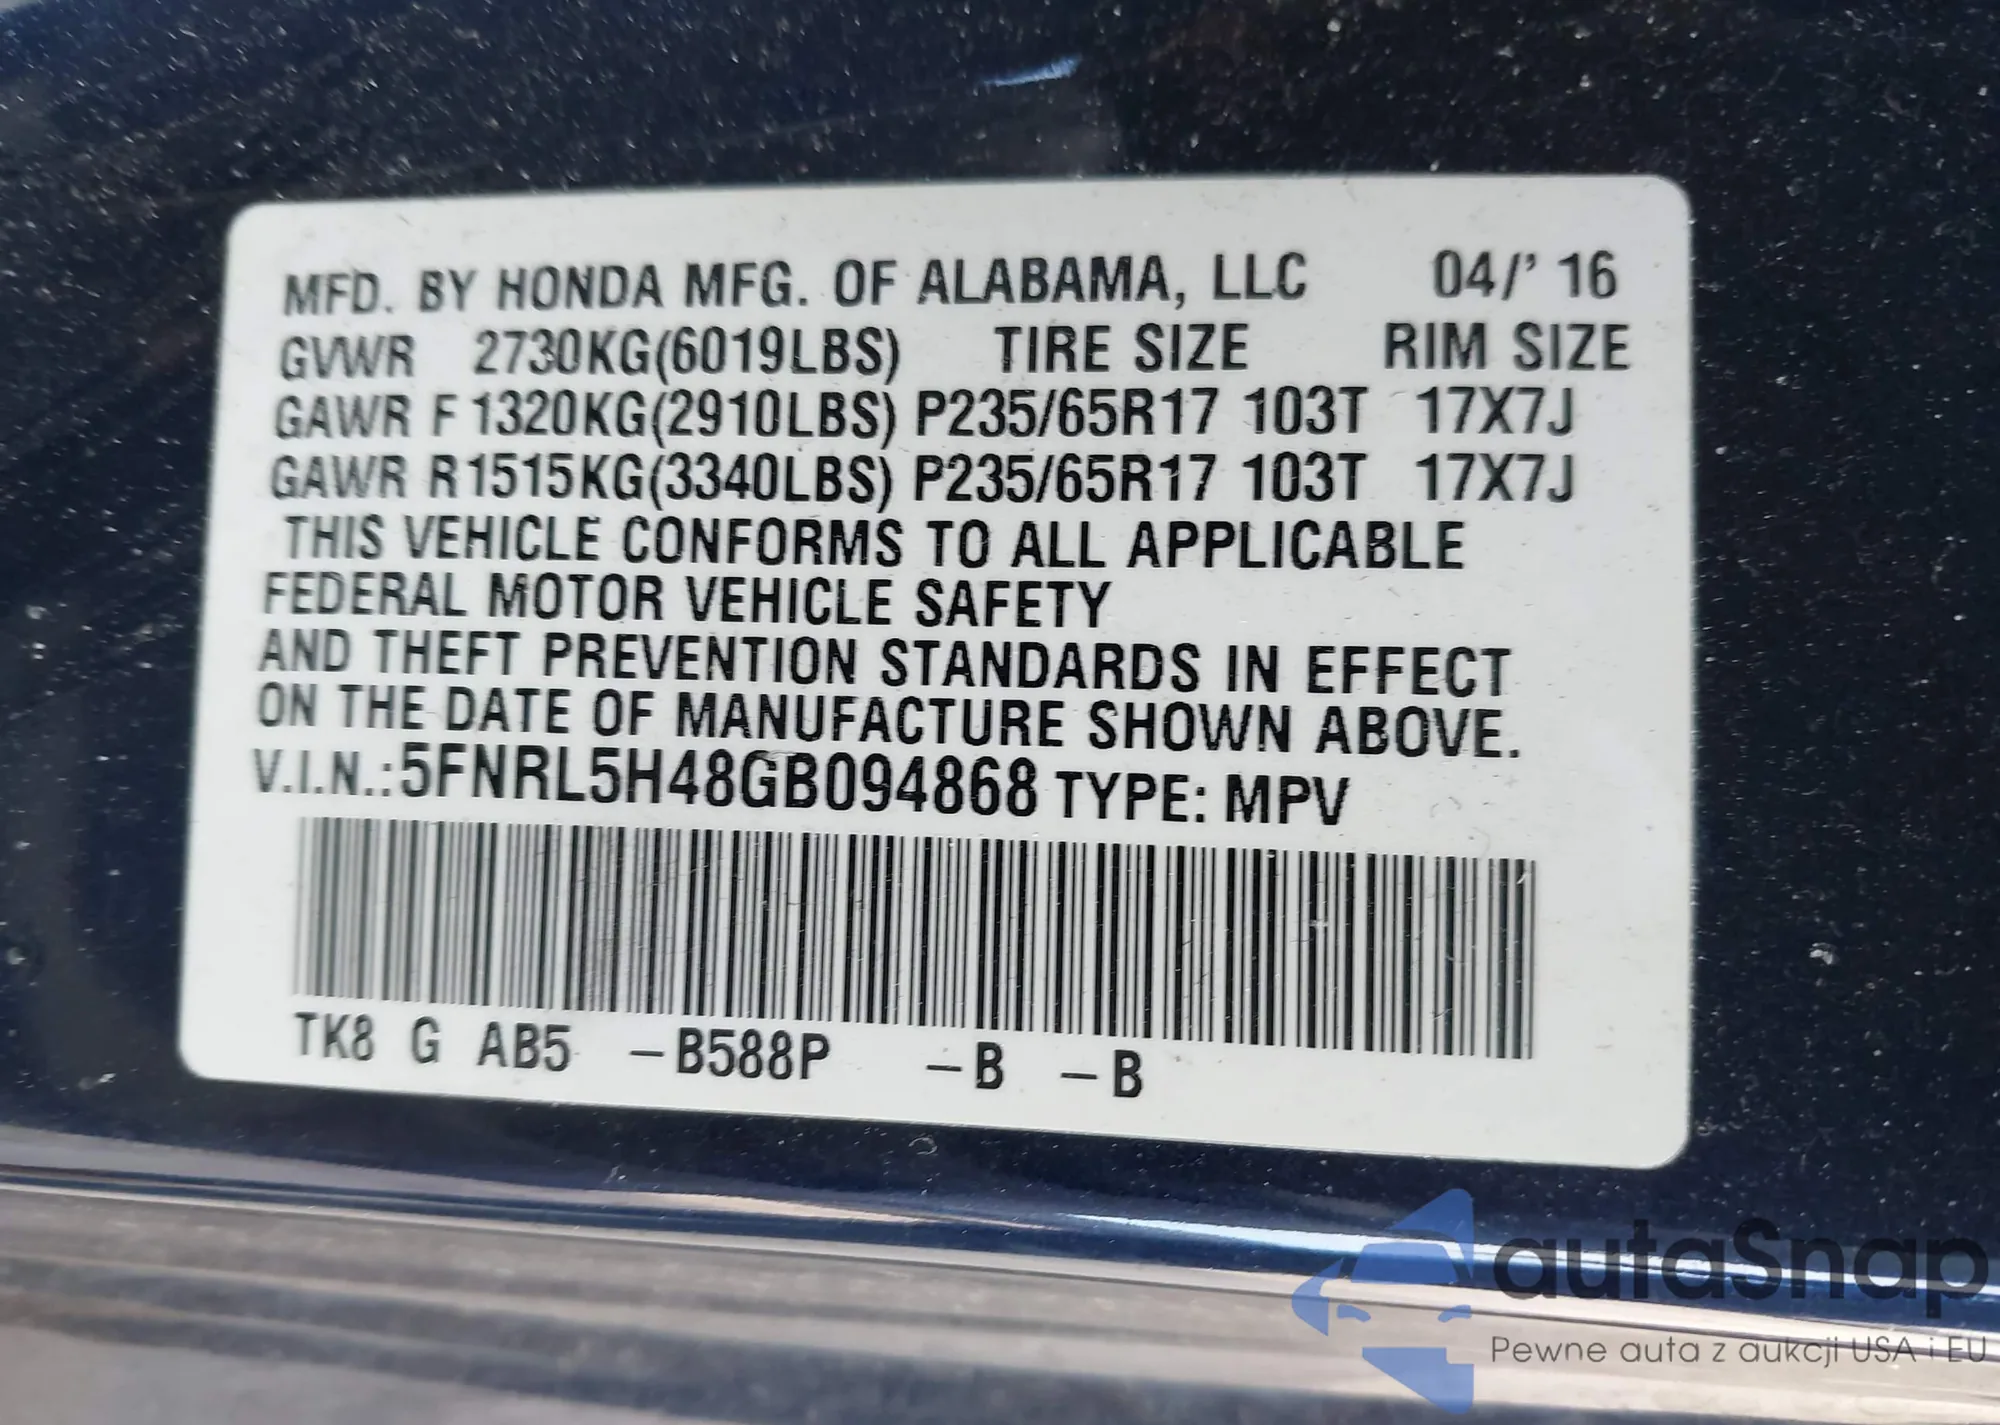 MFD. BY HONDA MFG. OF ALABAMA, LLC 04/' 16
GVWR 2730KG(6019LBS) TIRE SIZE RIM SIZE
GAWR F 1320KG(2910LBS) P235/65R17 103T 17X7J
GAWR R 1515KG(3340LBS) P235/65R17 103T 17X7J
THIS VEHICLE CONFORMS TO ALL APPLICABLE
FEDERAL MOTOR VEHICLE SAFETY
AND THEFT PREVENTION STANDARDS IN EFFECT
ON THE DATE OF MANUFACTURE SHOWN ABOVE.
V.I.N.:5FNRL5H48GB094868 TYPE: MPV
TK8 G AB5 -B588P -B -B
autaSnap
Pewne auta z aukcji USA i EU